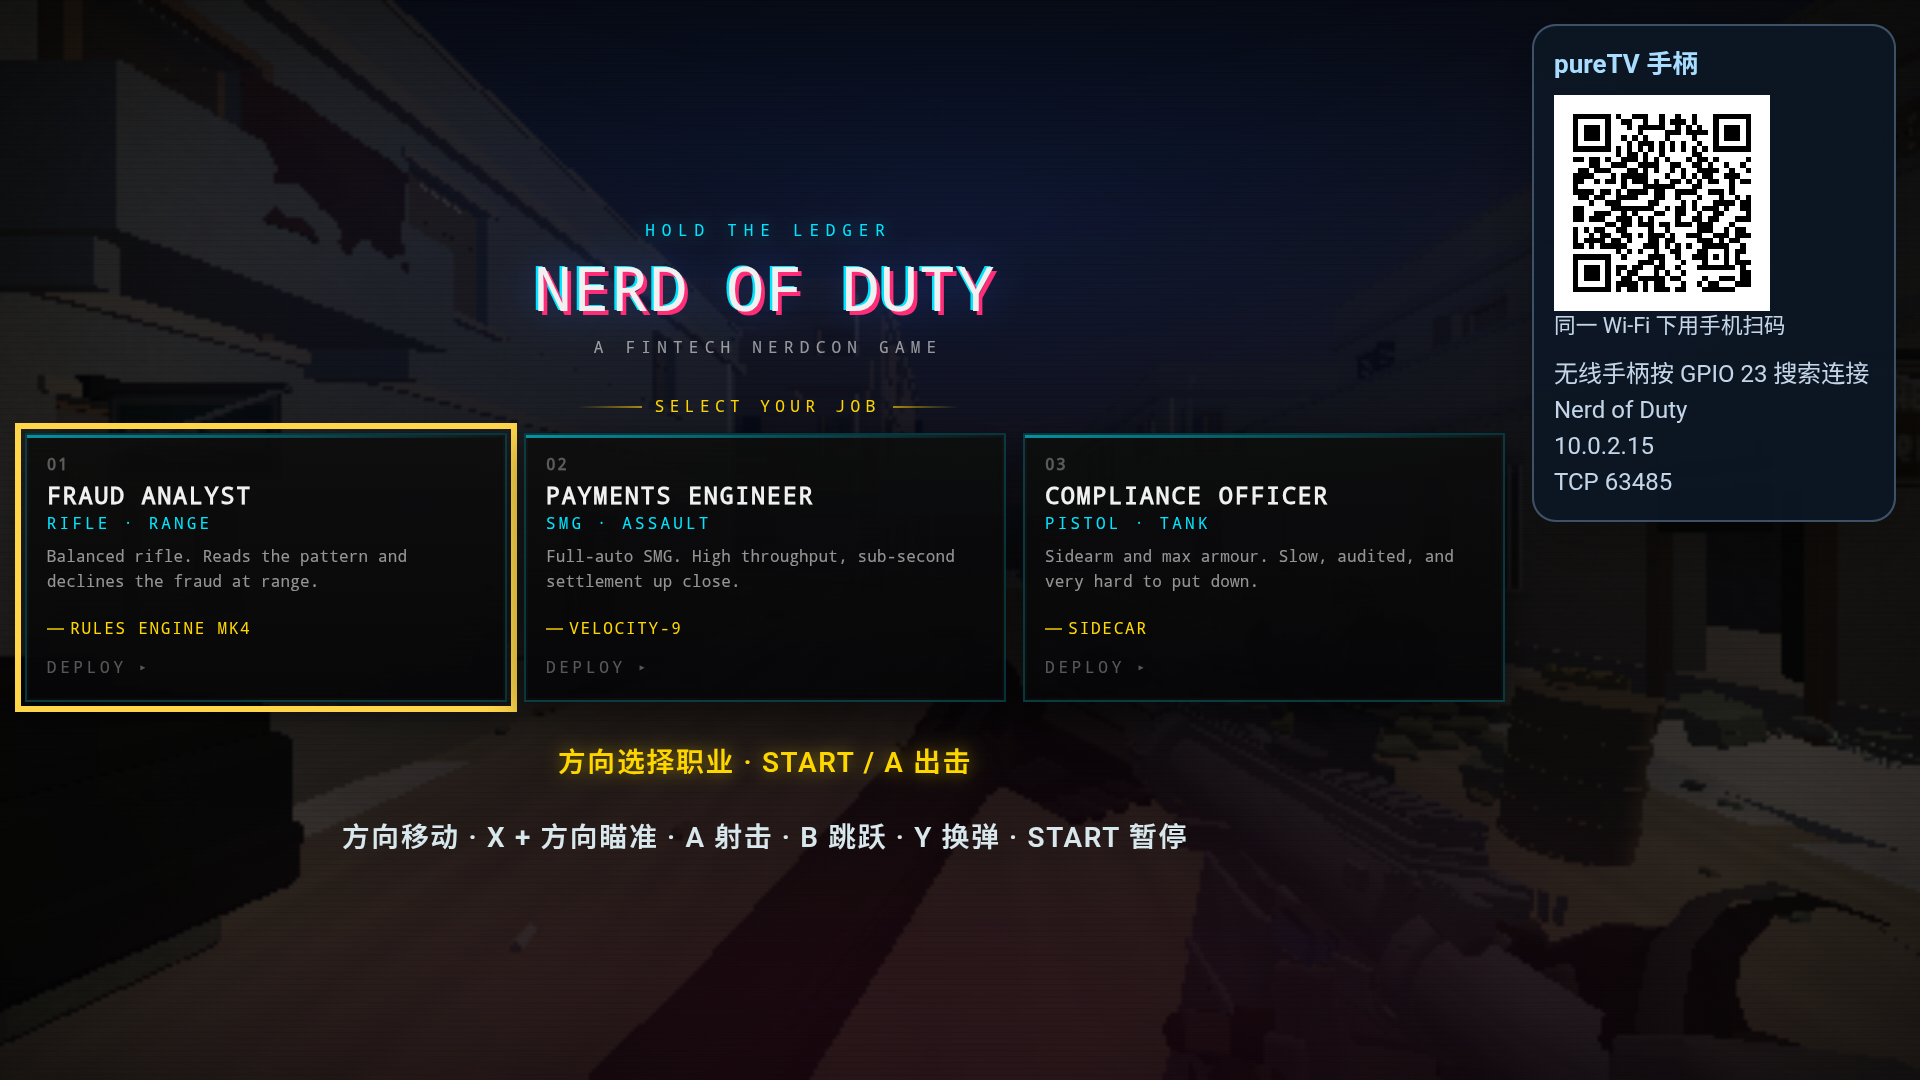 HOLD THE LEDGER
NERD OF DUTY
A FINTECH NERDCON GAME
SELECT YOUR JOB
01
FRAUD ANALYST
RIFLE · RANGE
Balanced rifle. Reads the pattern and
declines the fraud at range.
— RULES ENGINE MK4
DEPLOY ▸
02
PAYMENTS ENGINEER
SMG · ASSAULT
Full-auto SMG. High throughput, sub-second
settlement up close.
— VELOCITY-9
DEPLOY ▸
03
COMPLIANCE OFFICER
PISTOL · TANK
Sidearm and max armour. Slow, audited, and
very hard to put down.
— SIDECAR
DEPLOY ▸
方向选择职业 · START / A 出击
方向移动 · X + 方向瞄准 · A 射击 · B 跳跃 · Y 换弹 · START 暂停
pureTV 手柄
同一 Wi-Fi 下用手机扫码
无线手柄按 GPIO 23 搜索连接
Nerd of Duty
10.0.2.15
TCP 63485